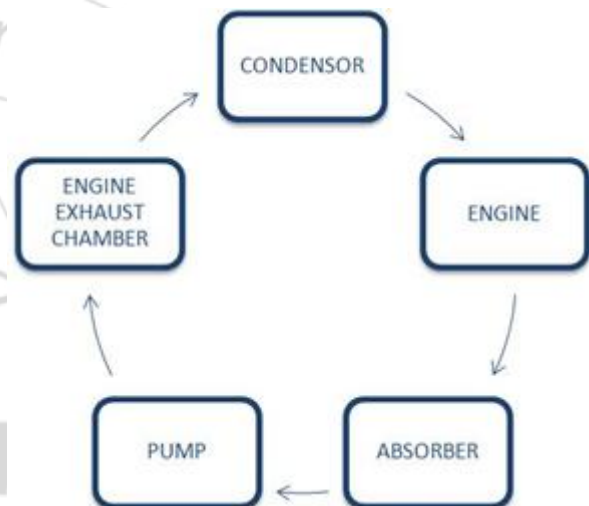 CONDENSOR
ENGINE
EXHAUST
CHAMBER
ENGINE
PUMP
ABSORBER